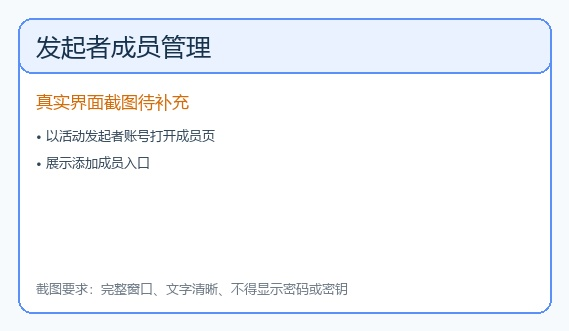 发起者成员管理
真实界面截图待补充
• 以活动发起者账号打开成员页
• 展示添加成员入口
截图要求：完整窗口、文字清晰、不得显示密码或密钥